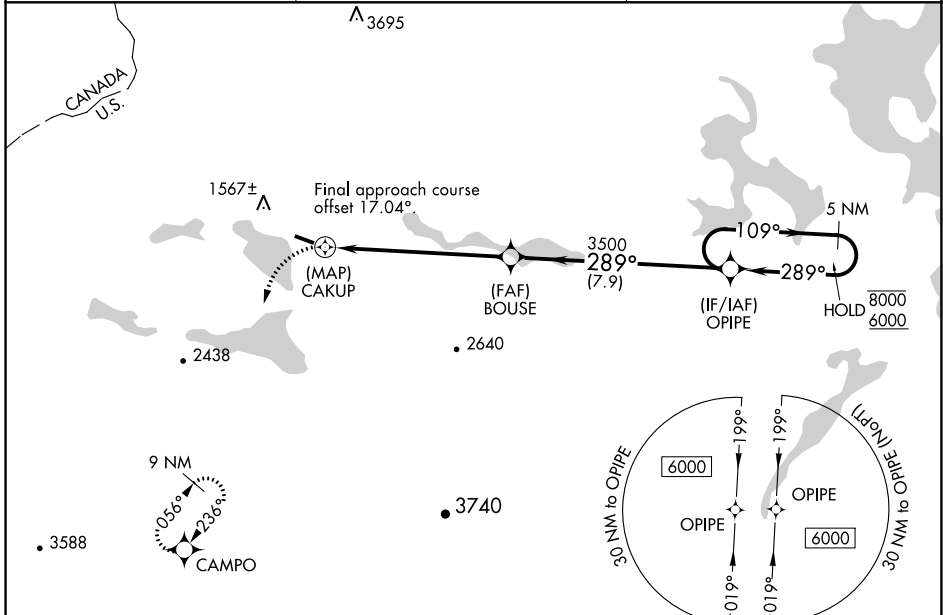 3695
CANADA
U.S.
1567±
Final approach course
offset 17.04°.
(MAP)
CAKUP
(FAF)
BOUSE
3500
289°
(7.9)
109°
5 NM
289°
(IF/IAF)
OPIPE
HOLD
8000
6000
2438
2640
9 NM
056°
236°
CAMPO
3588
3740
30 NM to OPIPE
6000
199°
OPIPE
019°
199°
OPIPE
6000
019°
30 NM to OPIPE (NoPT)